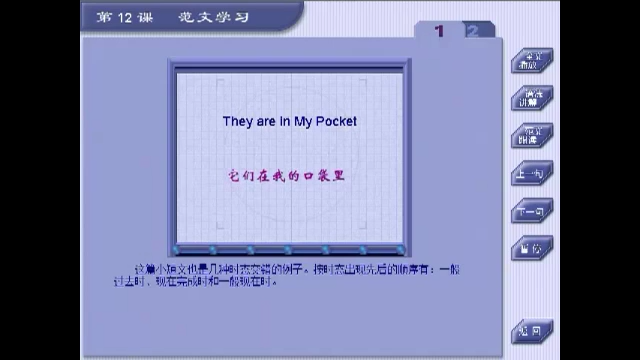 第 12 课 范文学习
1 2
They are In My Pocket
它们在我的口袋里
这篇小短文也是几种时态交错的例子。按时态出现先后的顺序有：一般
过去时、现在完成时和一般现在时。
上一句
下一句
返 回